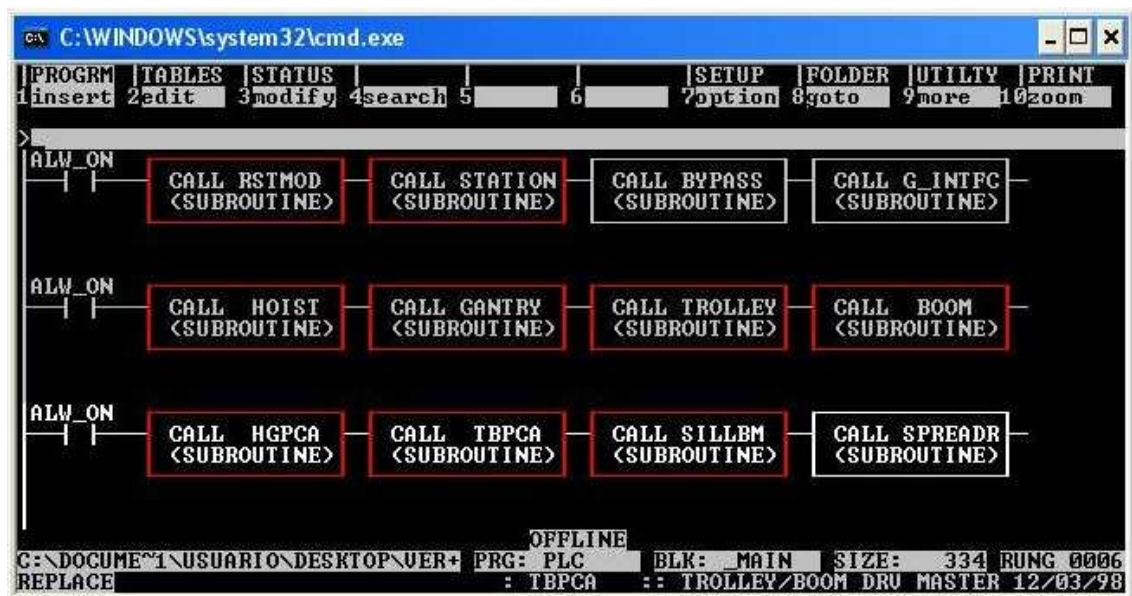 C:\WINDOWS\system32\cmd.exe
|PROGRM |TABLES |STATUS | | | |SETUP |FOLDER |UTILTY |PRINT
1insert 2edit 3modify 4search 5 6 7option 8goto 9more 10zoom
>
ALW_ON
CALL RSTMOD CALL STATION CALL BYPASS CALL G_INTFC
(SUBROUTINE) (SUBROUTINE) (SUBROUTINE) (SUBROUTINE)
ALW_ON
CALL HOIST CALL GANTRY CALL TROLLEY CALL BOOM
(SUBROUTINE) (SUBROUTINE) (SUBROUTINE) (SUBROUTINE)
ALW_ON
CALL HGPCA CALL TBPCA CALL SILLBM CALL SPREADR
(SUBROUTINE) (SUBROUTINE) (SUBROUTINE) (SUBROUTINE)
OFFLINE
C:\DOCUME~1\USUARIO\DESKTOP\VER+ PRG: PLC BLK: _MAIN SIZE: 334 RUNG 0006
REPLACE : TBPCA :: TROLLEY/BOOM DRV MASTER 12/03/98